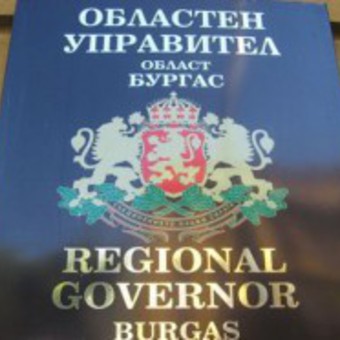 ОБЛАСТЕН
УПРАВИТЕЛ
ОБЛАСТ
БУРГАС
REGIONAL
GOVERNOR
BURGAS